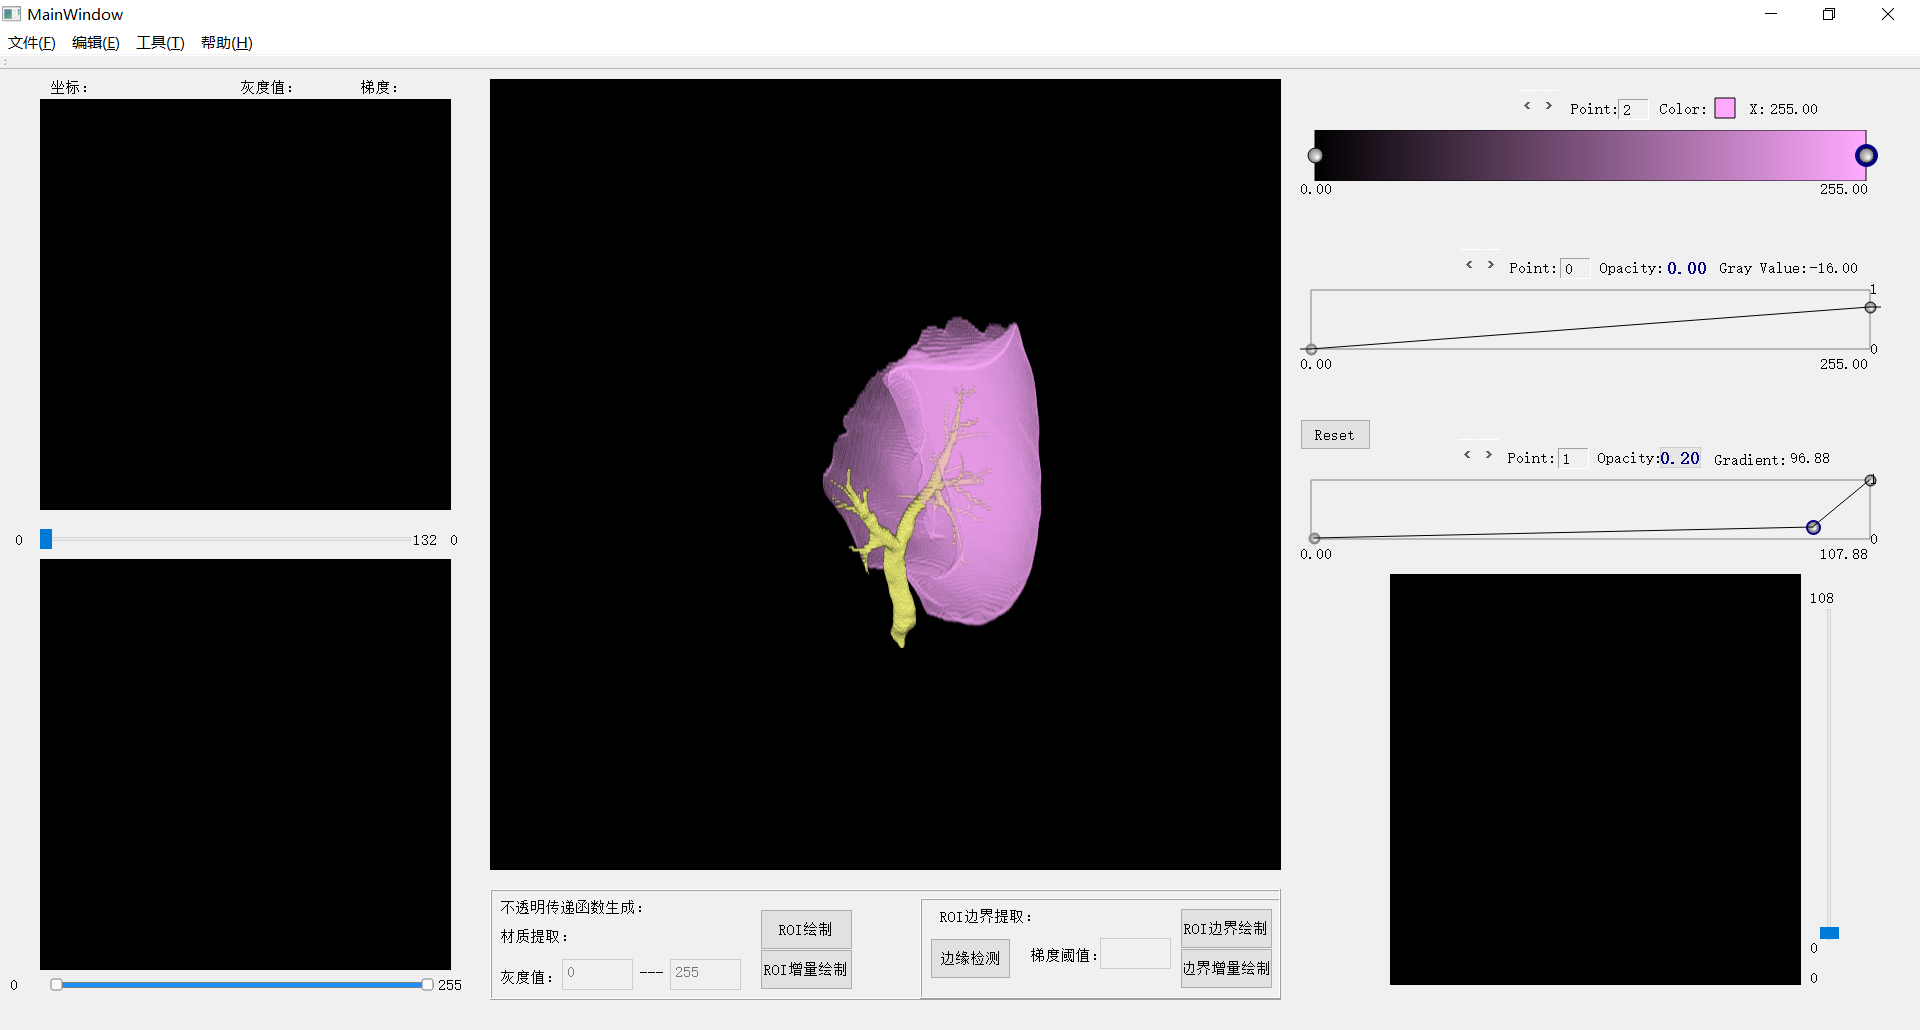 MainWindow
文件(F) 编辑(E) 工具(T) 帮助(H)
坐标: 灰度值: 梯度:
< > Point: 2 Color: X: 255.00
0.00 255.00
< > Point: 0 Opacity: 0.00 Gray Value: -16.00
1
0
0.00 255.00
Reset
< > Point: 1 Opacity: 0.20 Gradient: 96.88
1
0
0.00 107.88
0 132 0
108
0
0
0 255
不透明传递函数生成:
材质提取:
灰度值: 0 --- 255
ROI绘制
ROI增量绘制
ROI边界提取:
边缘检测 梯度阈值:
ROI边界绘制
边界增量绘制